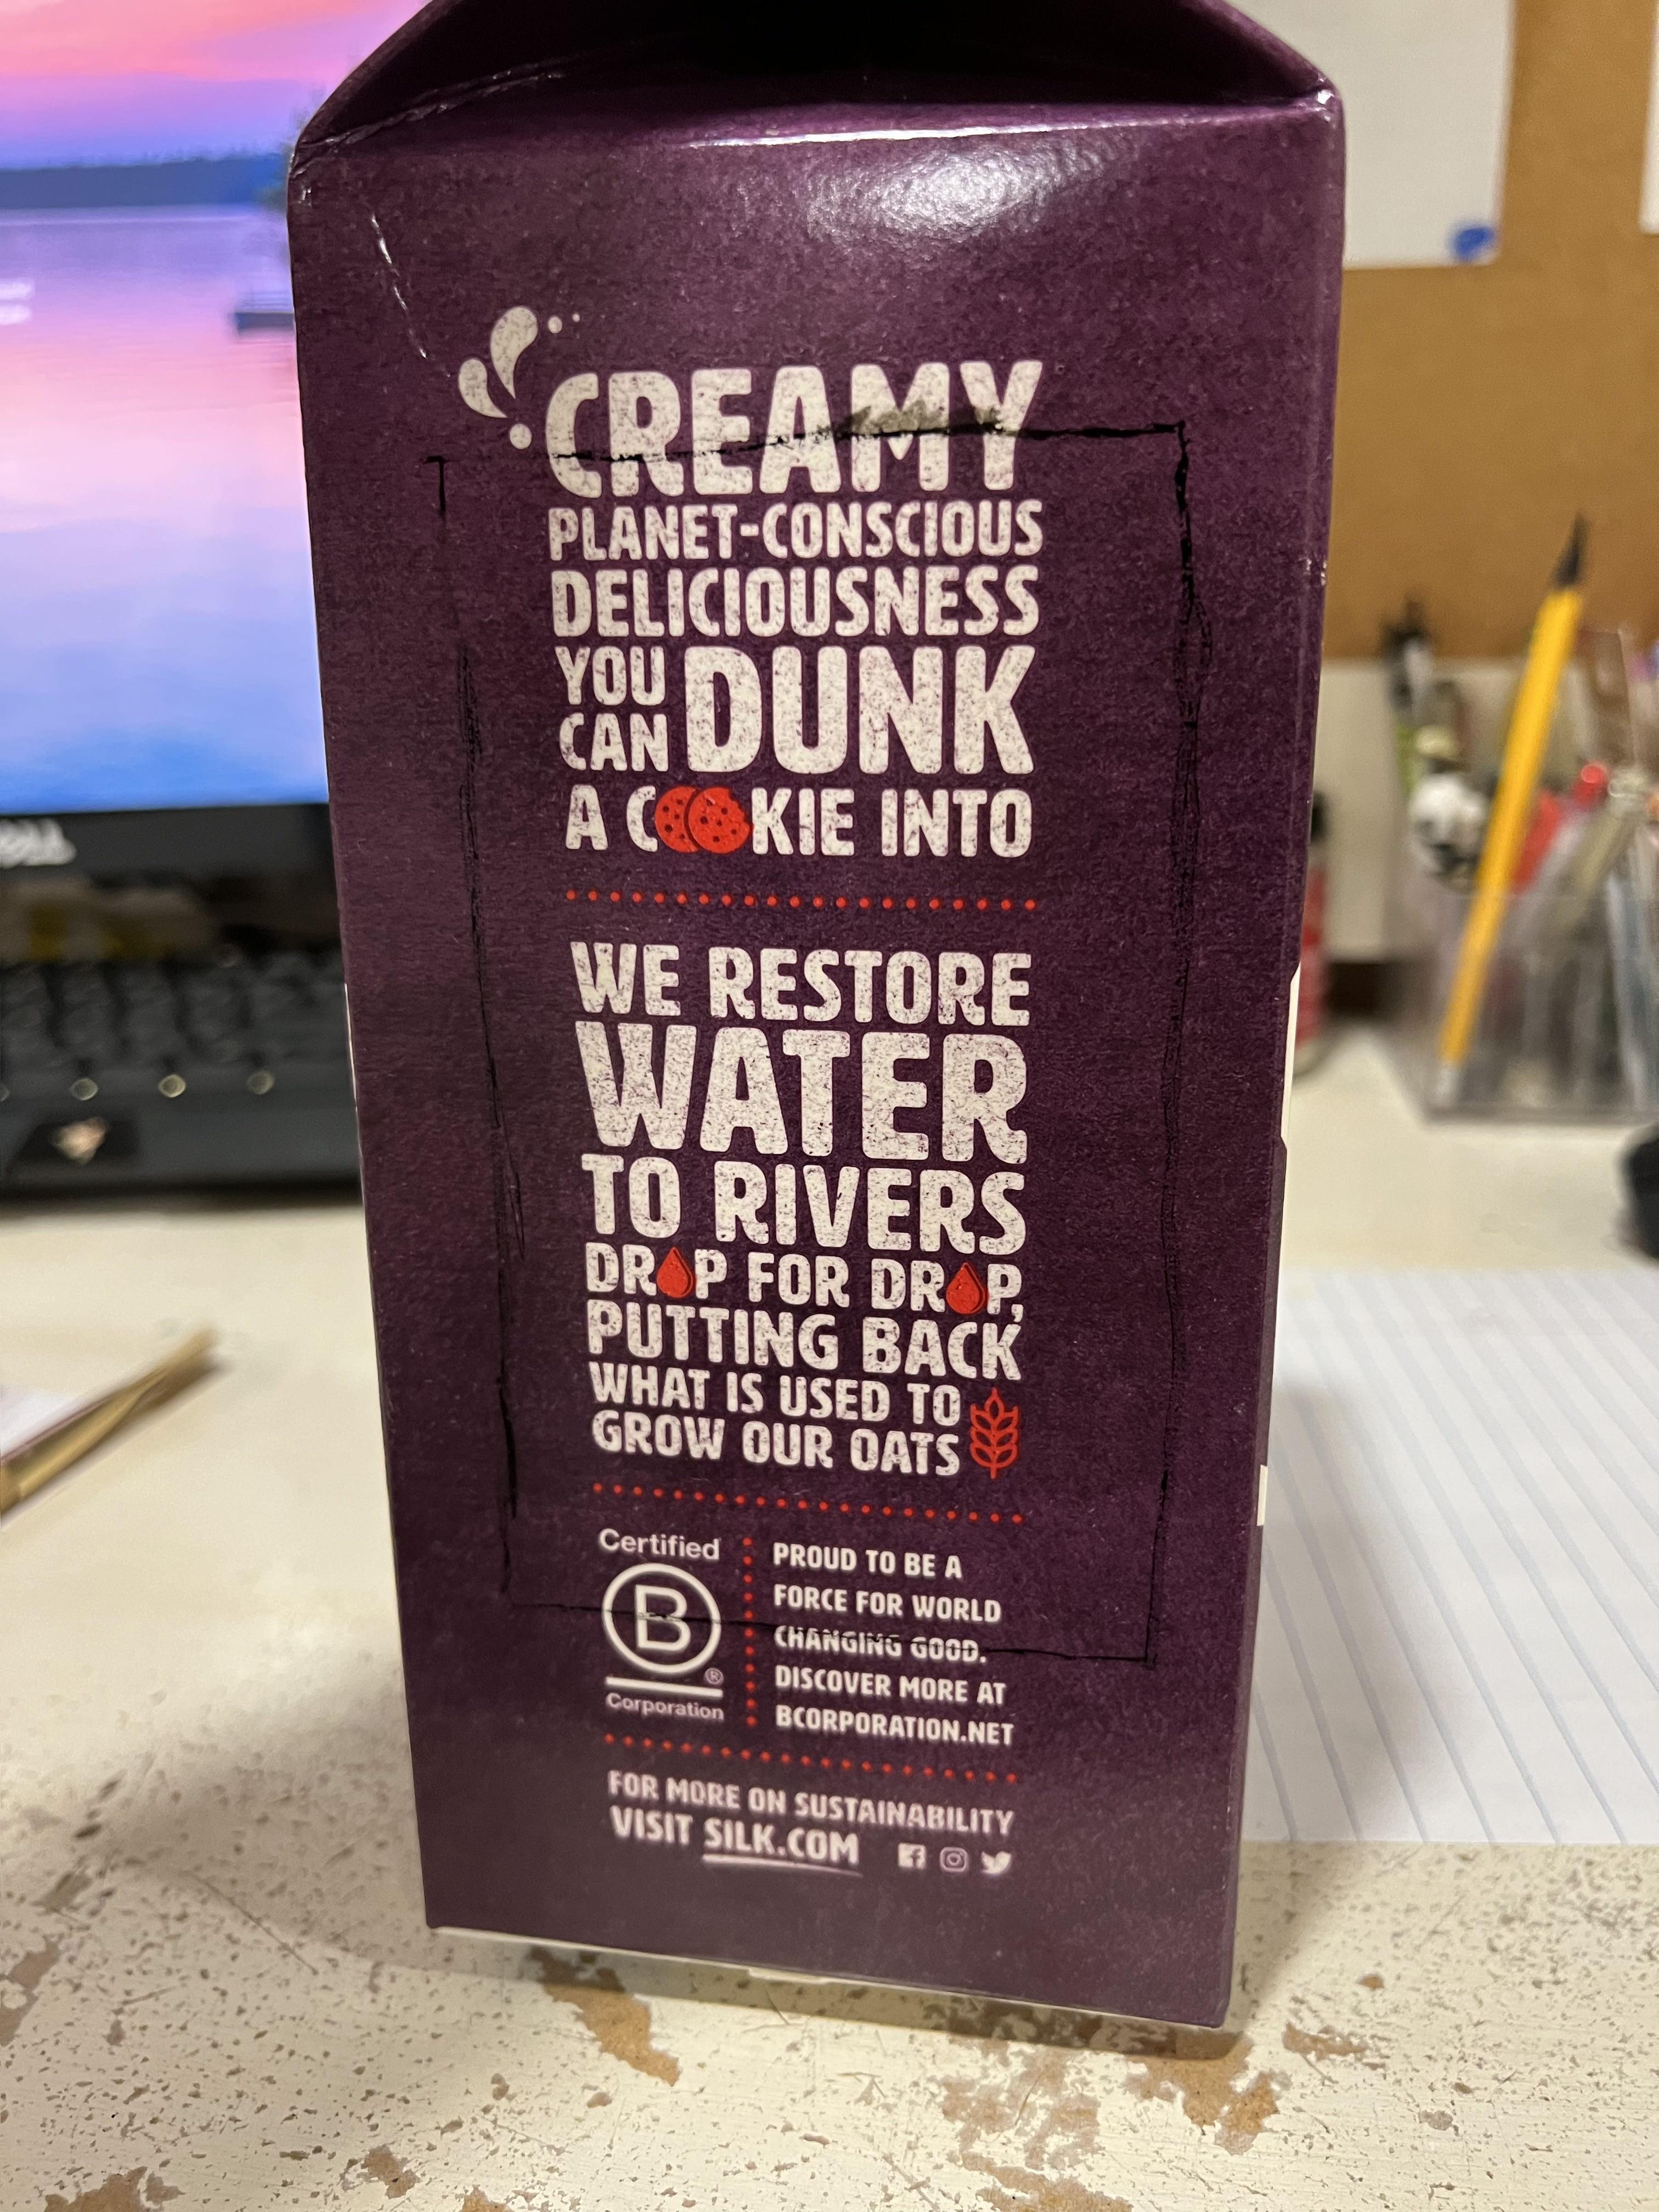 CREAMY
PLANET-CONSCIOUS
DELICIOUSNESS
YOU
CAN DUNK
A COOKIE INTO
WE RESTORE
WATER
TO RIVERS
DROP FOR DROP,
PUTTING BACK
WHAT IS USED TO
GROW OUR OATS
Certified
B
®
Corporation
PROUD TO BE A
FORCE FOR WORLD
CHANGING GOOD.
DISCOVER MORE AT
BCORPORATION.NET
FOR MORE ON SUSTAINABILITY
VISIT SILK.COM